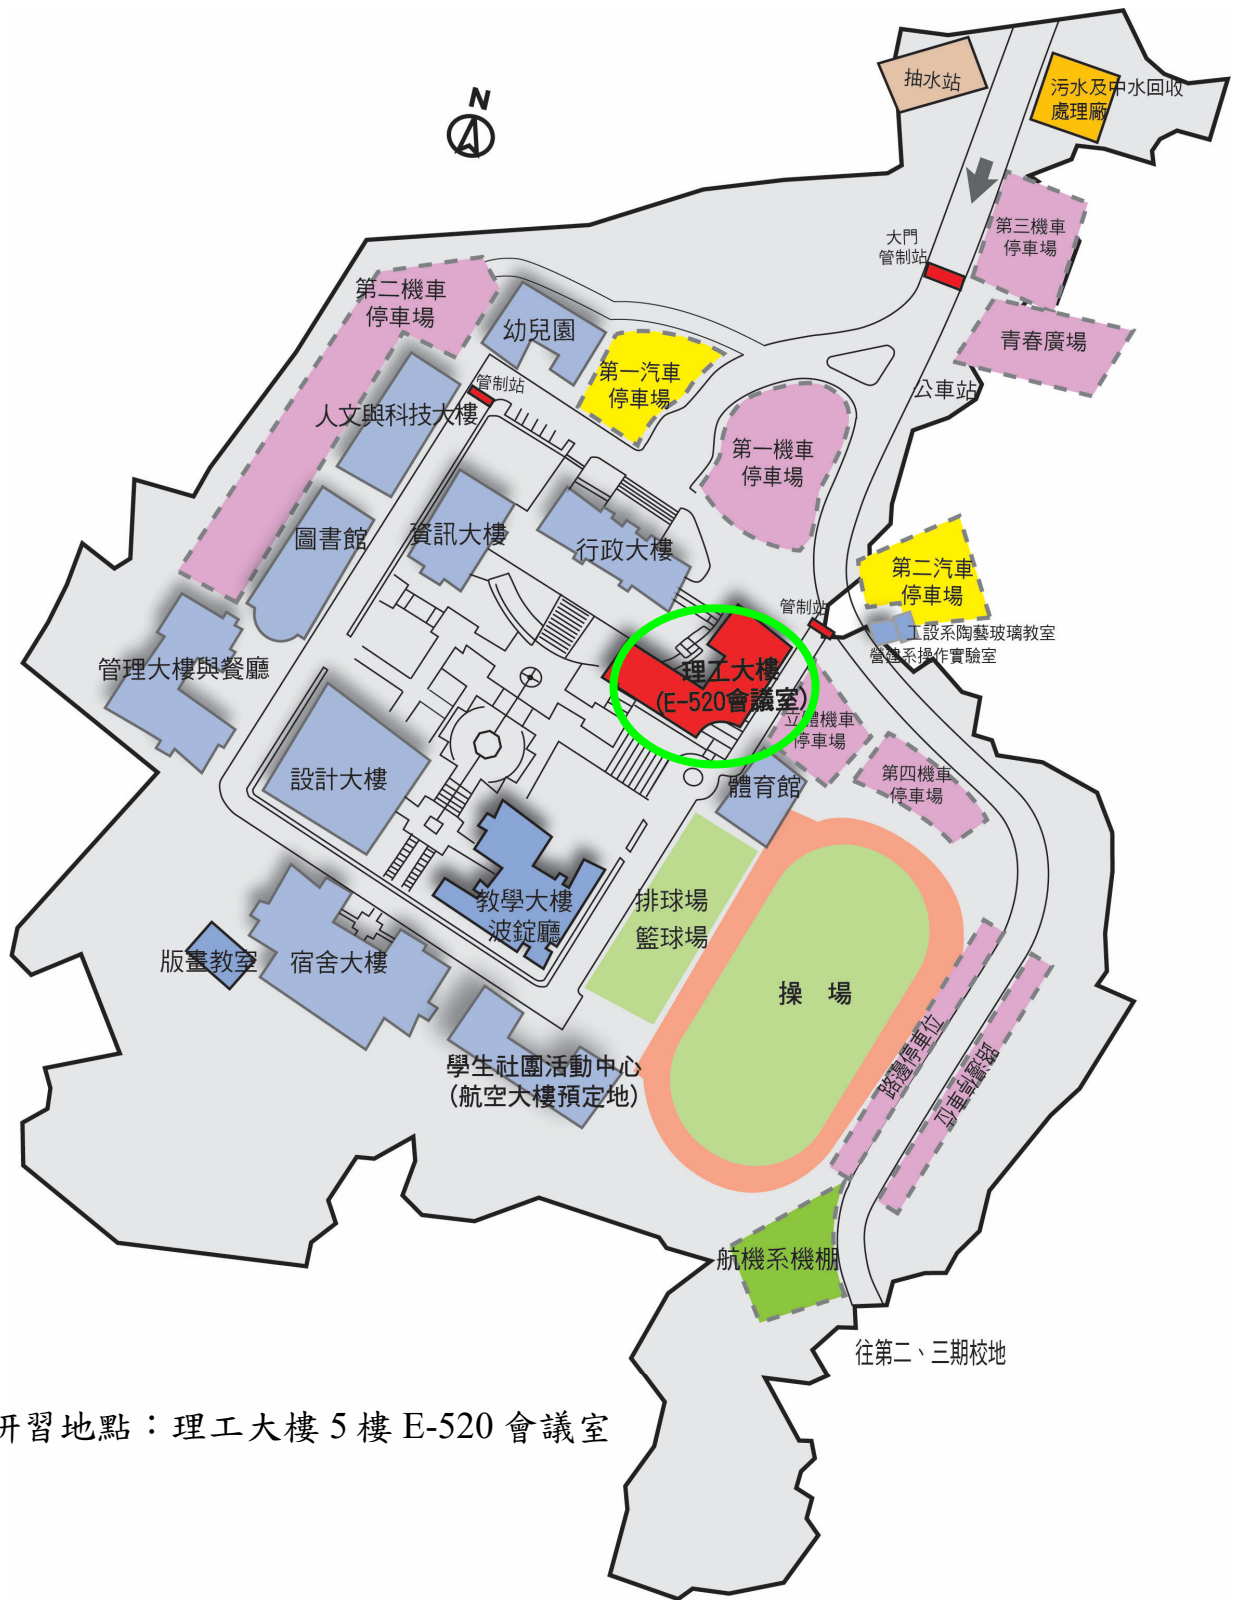 抽水站
污水及中水回收
處理廠
N
第三機車
停車場
大門
管制站
第二機車
停車場
幼兒園
青春廣場
第一汽車
停車場
管制站
公車站
人文與科技大樓
第一機車
停車場
圖書館
資訊大樓
行政大樓
第二汽車
停車場
管制站
工設系陶藝玻璃教室
營建系操作實驗室
管理大樓與餐廳
理工大樓
(E-520會議室)
立體機車
停車場
設計大樓
體育館
第四機車
停車場
教學大樓
波錠廳
排球場
籃球場
版畫教室
宿舍大樓
操 場
路邊停車位
路邊停車位
學生社團活動中心
(航空大樓預定地)
航機系機棚
往第二、三期校地
研習地點：理工大樓 5 樓 E-520 會議室